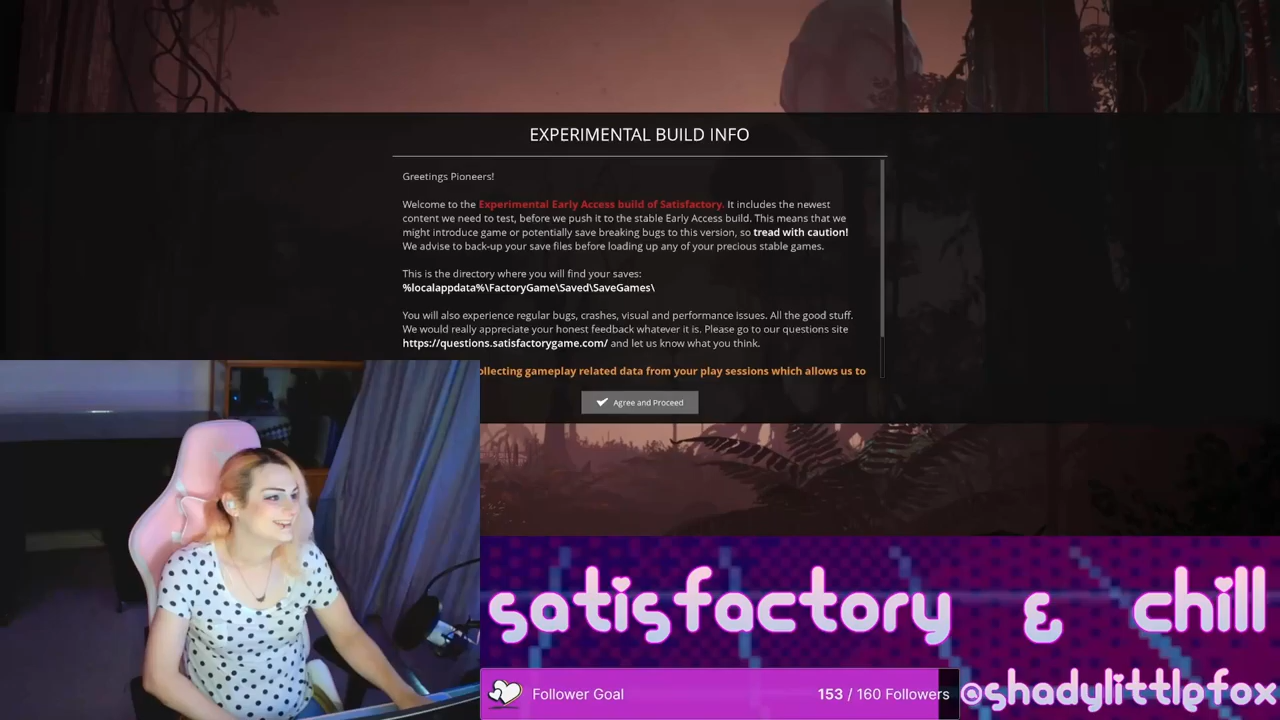 EXPERIMENTAL BUILD INFO
Greetings Pioneers!
Welcome to the Experimental Early Access build of Satisfactory. It includes the newest
content we need to test, before we push it to the stable Early Access build. This means that we
might introduce game or potentially save breaking bugs to this version, so tread with caution!
We advise to back-up your save files before loading up any of your precious stable games.
This is the directory where you will find your saves:
%localappdata%\FactoryGame\Saved\SaveGames\
You will also experience regular bugs, crashes, visual and performance issues. All the good stuff.
We would really appreciate your honest feedback whatever it is. Please go to our questions site
https://questions.satisfactorygame.com/ and let us know what you think.
ollecting gameplay related data from your play sessions which allows us to
Agree and Proceed
satisfactory & chill
Follower Goal 153 / 160 Followers
@shadylittlefox